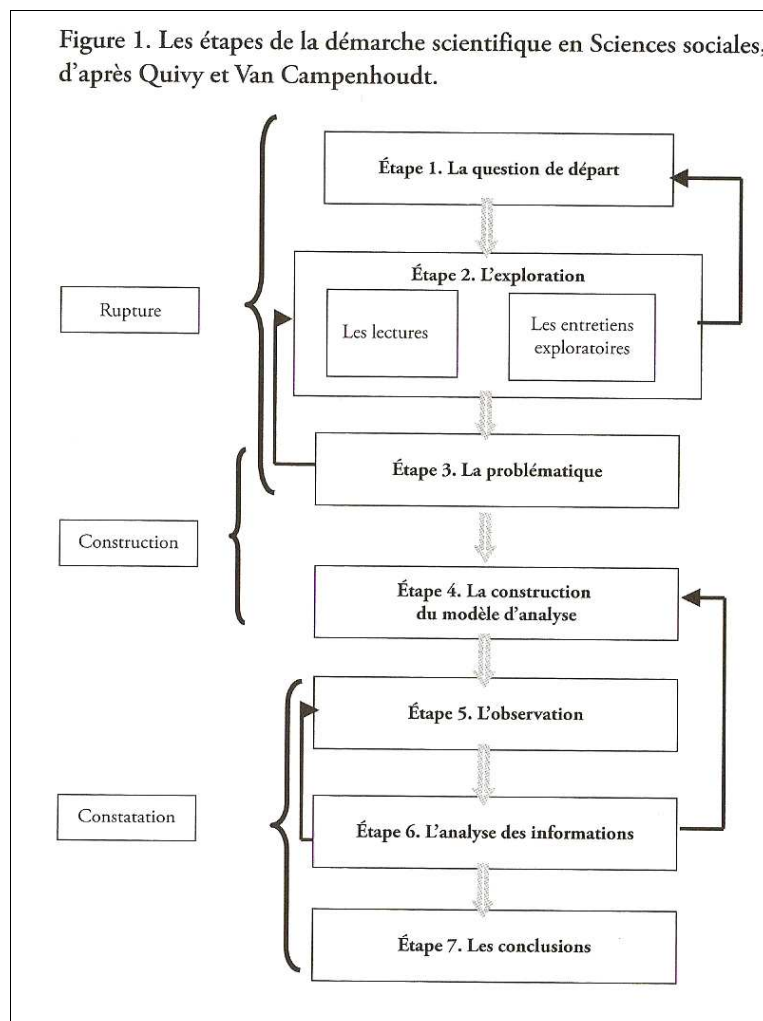 Figure 1. Les étapes de la démarche scientifique en Sciences sociales,
d'après Quivy et Van Campenhoudt.
Étape 1. La question de départ
Étape 2. L'exploration
Rupture
Les lectures
Les entretiens
exploratoires
Étape 3. La problématique
Construction
Étape 4. La construction
du modèle d'analyse
Étape 5. L'observation
Constatation
Étape 6. L'analyse des informations
Étape 7. Les conclusions